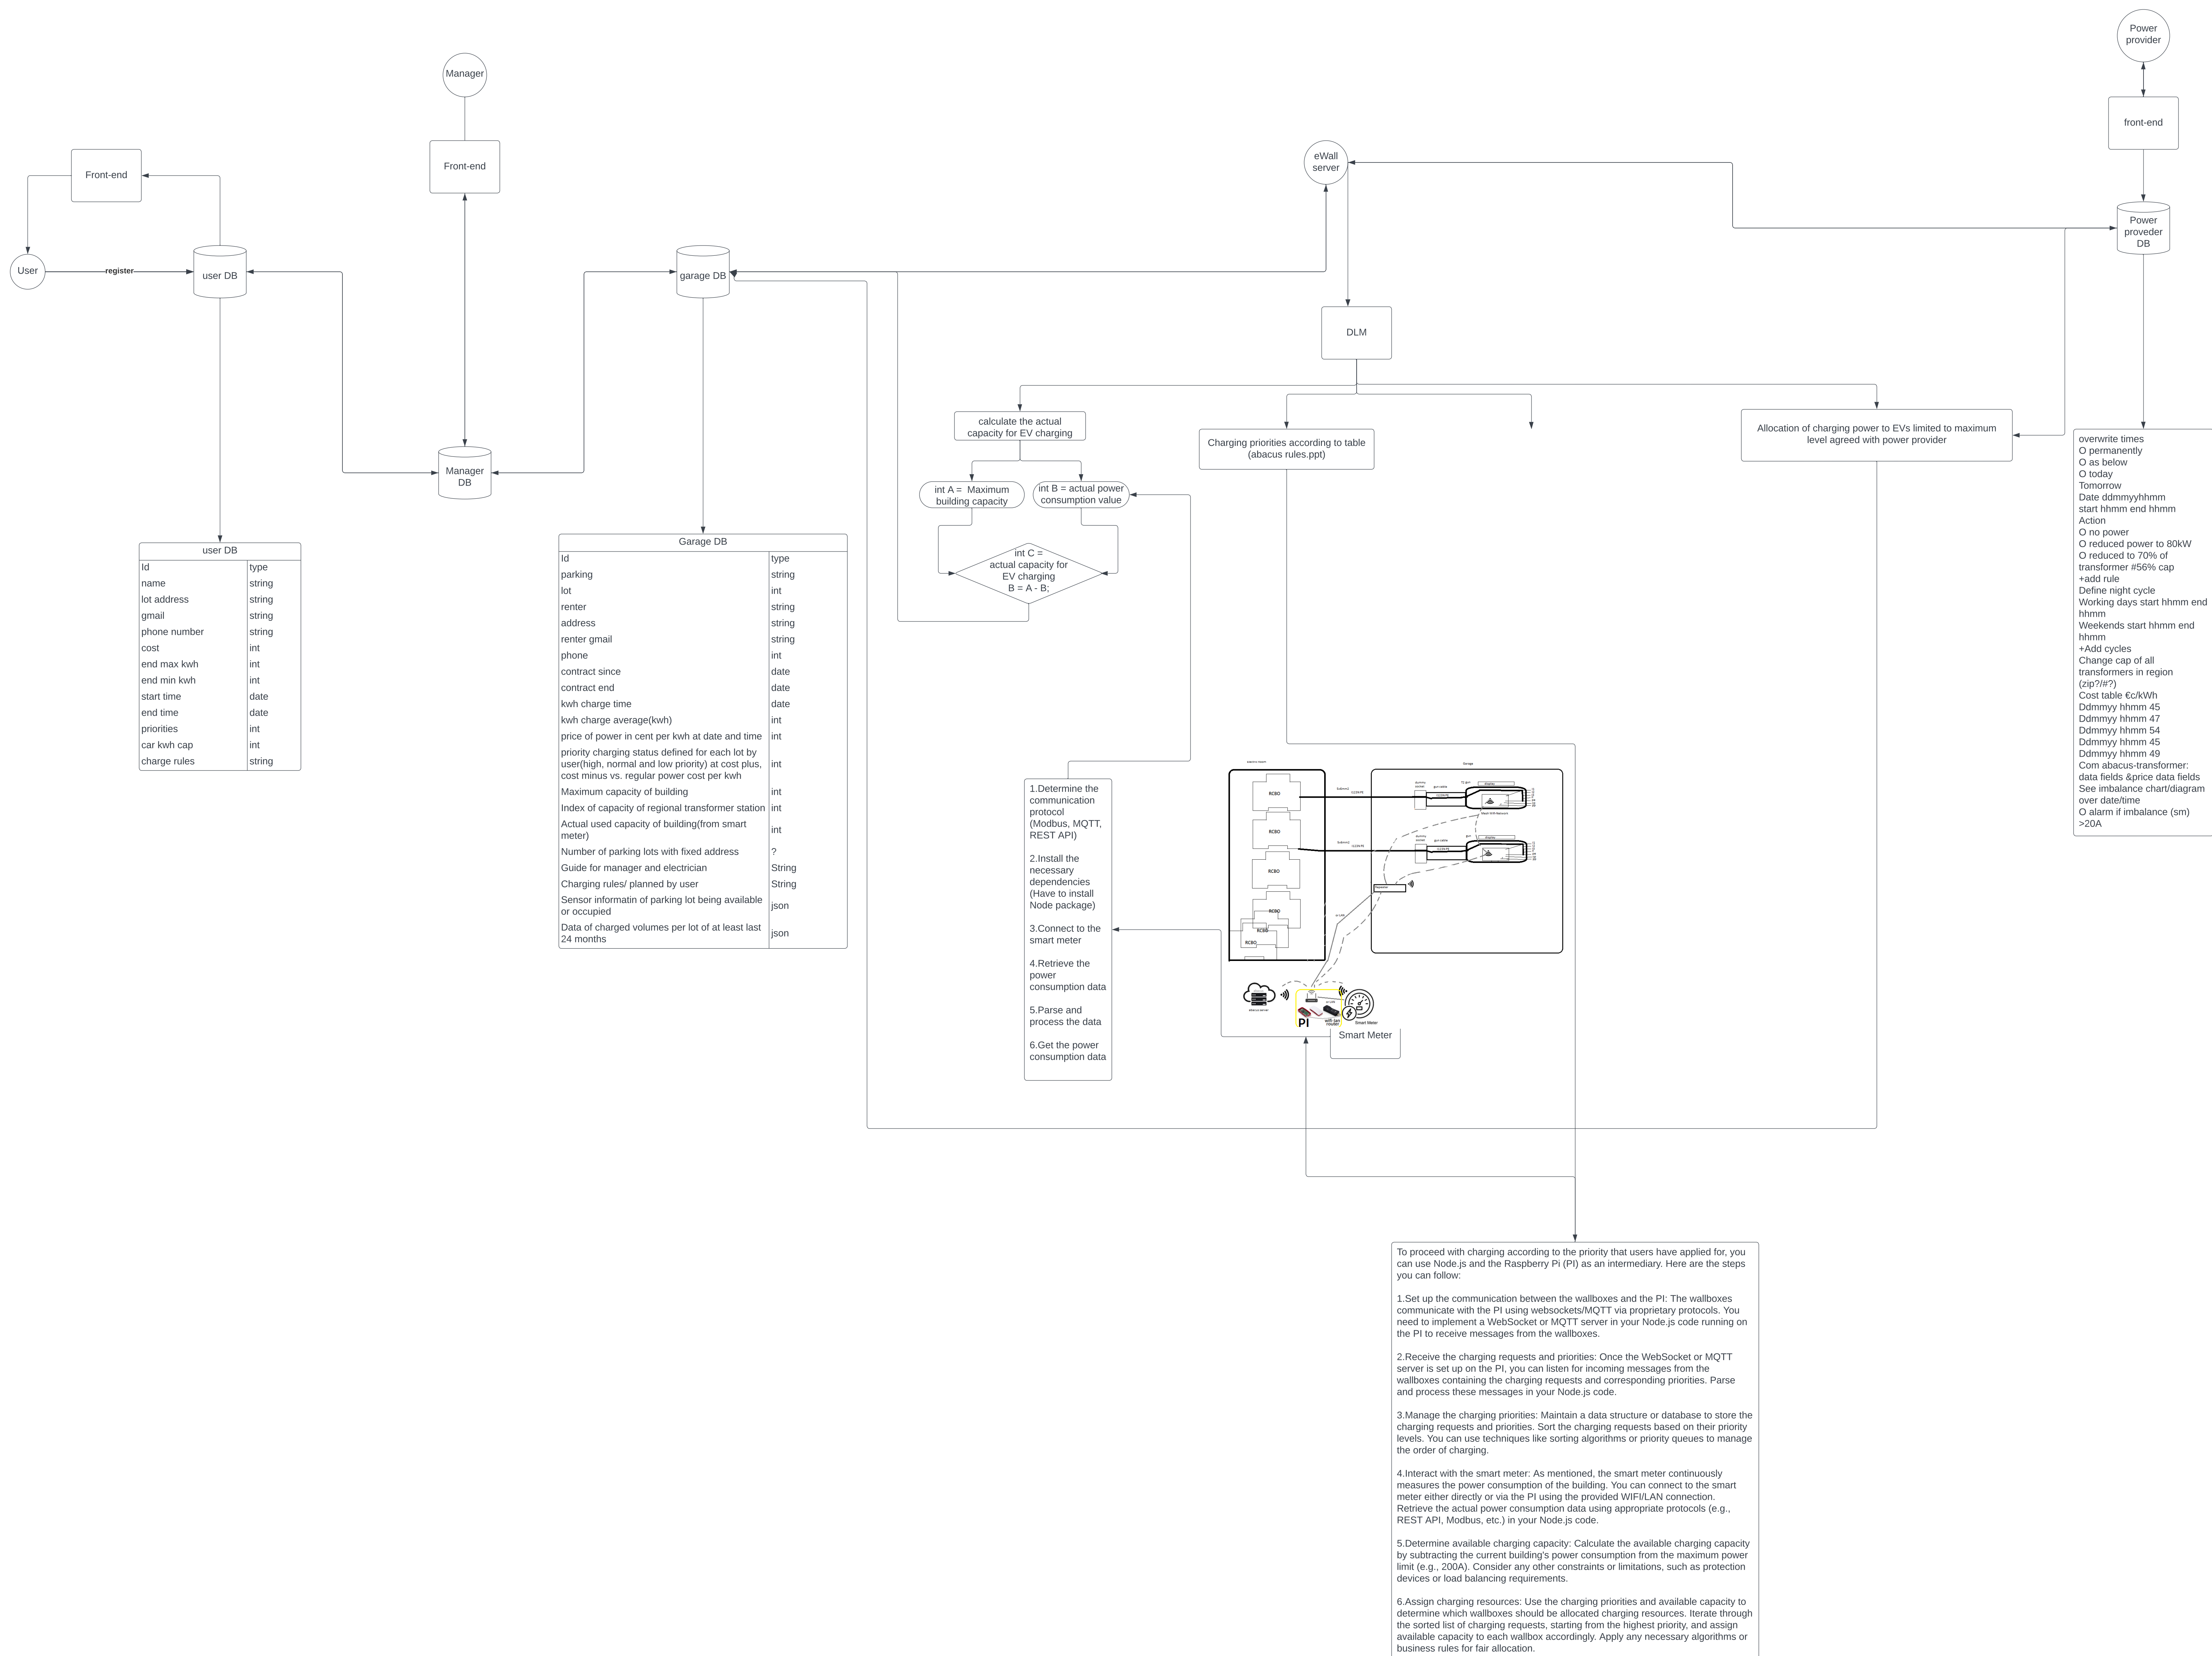 Power
provider
Manager
front-end
Front-end
Front-end
eWall
server
Power
proveder
DB
User
register
user DB
garage DB
DLM
calculate the actual
capacity for EV charging
Charging priorities according to table
(abacus rules.ppt)
Allocation of charging power to EVs limited to maximum
level agreed with power provider
Manager
DB
int A =  Maximum
building capacity
int B = actual power
consumption value
int C =
actual capacity for
EV charging
B = A - B;
overwrite times
O permanently
O as below
O today
Tomorrow
Date ddmmyyhhmm
start hhmm end hhmm
Action
O no power
O reduced power to 80kW
O reduced to 70% of
transformer #56% cap
+add rule
Define night cycle
Working days start hhmm end
hhmm
Weekends start hhmm end
hhmm
+Add cycles
Change cap of all
transformers in region
(zip?/#?)
Cost table €c/kWh
Ddmmyy hhmm 45
Ddmmyy hhmm 47
Ddmmyy hhmm 54
Ddmmyy hhmm 45
Ddmmyy hhmm 49
Com abacus-transformer:
data fields &price data fields
See imbalance chart/diagram
over date/time
O alarm if imbalance (sm)
>20A
user DB
Id type
name string
lot address string
gmail string
phone number string
cost int
end max kwh int
end min kwh int
start time date
end time date
priorities int
car kwh cap int
charge rules string
Garage DB
Id type
parking string
lot int
renter string
address string
renter gmail string
phone int
contract since date
contract end date
kwh charge time date
kwh charge average(kwh) int
price of power in cent per kwh at date and time int
priority charging status defined for each lot by
user(high, normal and low priority) at cost plus, int
cost minus vs. regular power cost per kwh
Maximum capacity of building int
Index of capacity of regional transformer station int
Actual used capacity of building(from smart int
meter)
Number of parking lots with fixed address ?
Guide for manager and electrician String
Charging rules/ planned by user String
Sensor informatin of parking lot being available json
or occupied
Data of charged volumes per lot of at least last json
24 months
1.Determine the
communication
protocol
(Modbus, MQTT,
REST API)
2.Install the
necessary
dependencies
(Have to install
Node package)
3.Connect to the
smart meter
4.Retrieve the
power
consumption data
5.Parse and
process the data
6.Get the power
consumption data
Garage
RCBO
RCBO
RCBO
RCBO
RCBO
RCBO
PI
wifi lan
router
Smart Meter
Smart Meter
To proceed with charging according to the priority that users have applied for, you
can use Node.js and the Raspberry Pi (PI) as an intermediary. Here are the steps
you can follow:
1.Set up the communication between the wallboxes and the PI: The wallboxes
communicate with the PI using websockets/MQTT via proprietary protocols. You
need to implement a WebSocket or MQTT server in your Node.js code running on
the PI to receive messages from the wallboxes.
2.Receive the charging requests and priorities: Once the WebSocket or MQTT
server is set up on the PI, you can listen for incoming messages from the
wallboxes containing the charging requests and corresponding priorities. Parse
and process these messages in your Node.js code.
3.Manage the charging priorities: Maintain a data structure or database to store the
charging requests and priorities. Sort the charging requests based on their priority
levels. You can use techniques like sorting algorithms or priority queues to manage
the order of charging.
4.Interact with the smart meter: As mentioned, the smart meter continuously
measures the power consumption of the building. You can connect to the smart
meter either directly or via the PI using the provided WIFI/LAN connection.
Retrieve the actual power consumption data using appropriate protocols (e.g.,
REST API, Modbus, etc.) in your Node.js code.
5.Determine available charging capacity: Calculate the available charging capacity
by subtracting the current building's power consumption from the maximum power
limit (e.g., 200A). Consider any other constraints or limitations, such as protection
devices or load balancing requirements.
6.Assign charging resources: Use the charging priorities and available capacity to
determine which wallboxes should be allocated charging resources. Iterate through
the sorted list of charging requests, starting from the highest priority, and assign
available capacity to each wallbox accordingly. Apply any necessary algorithms or
business rules for fair allocation.